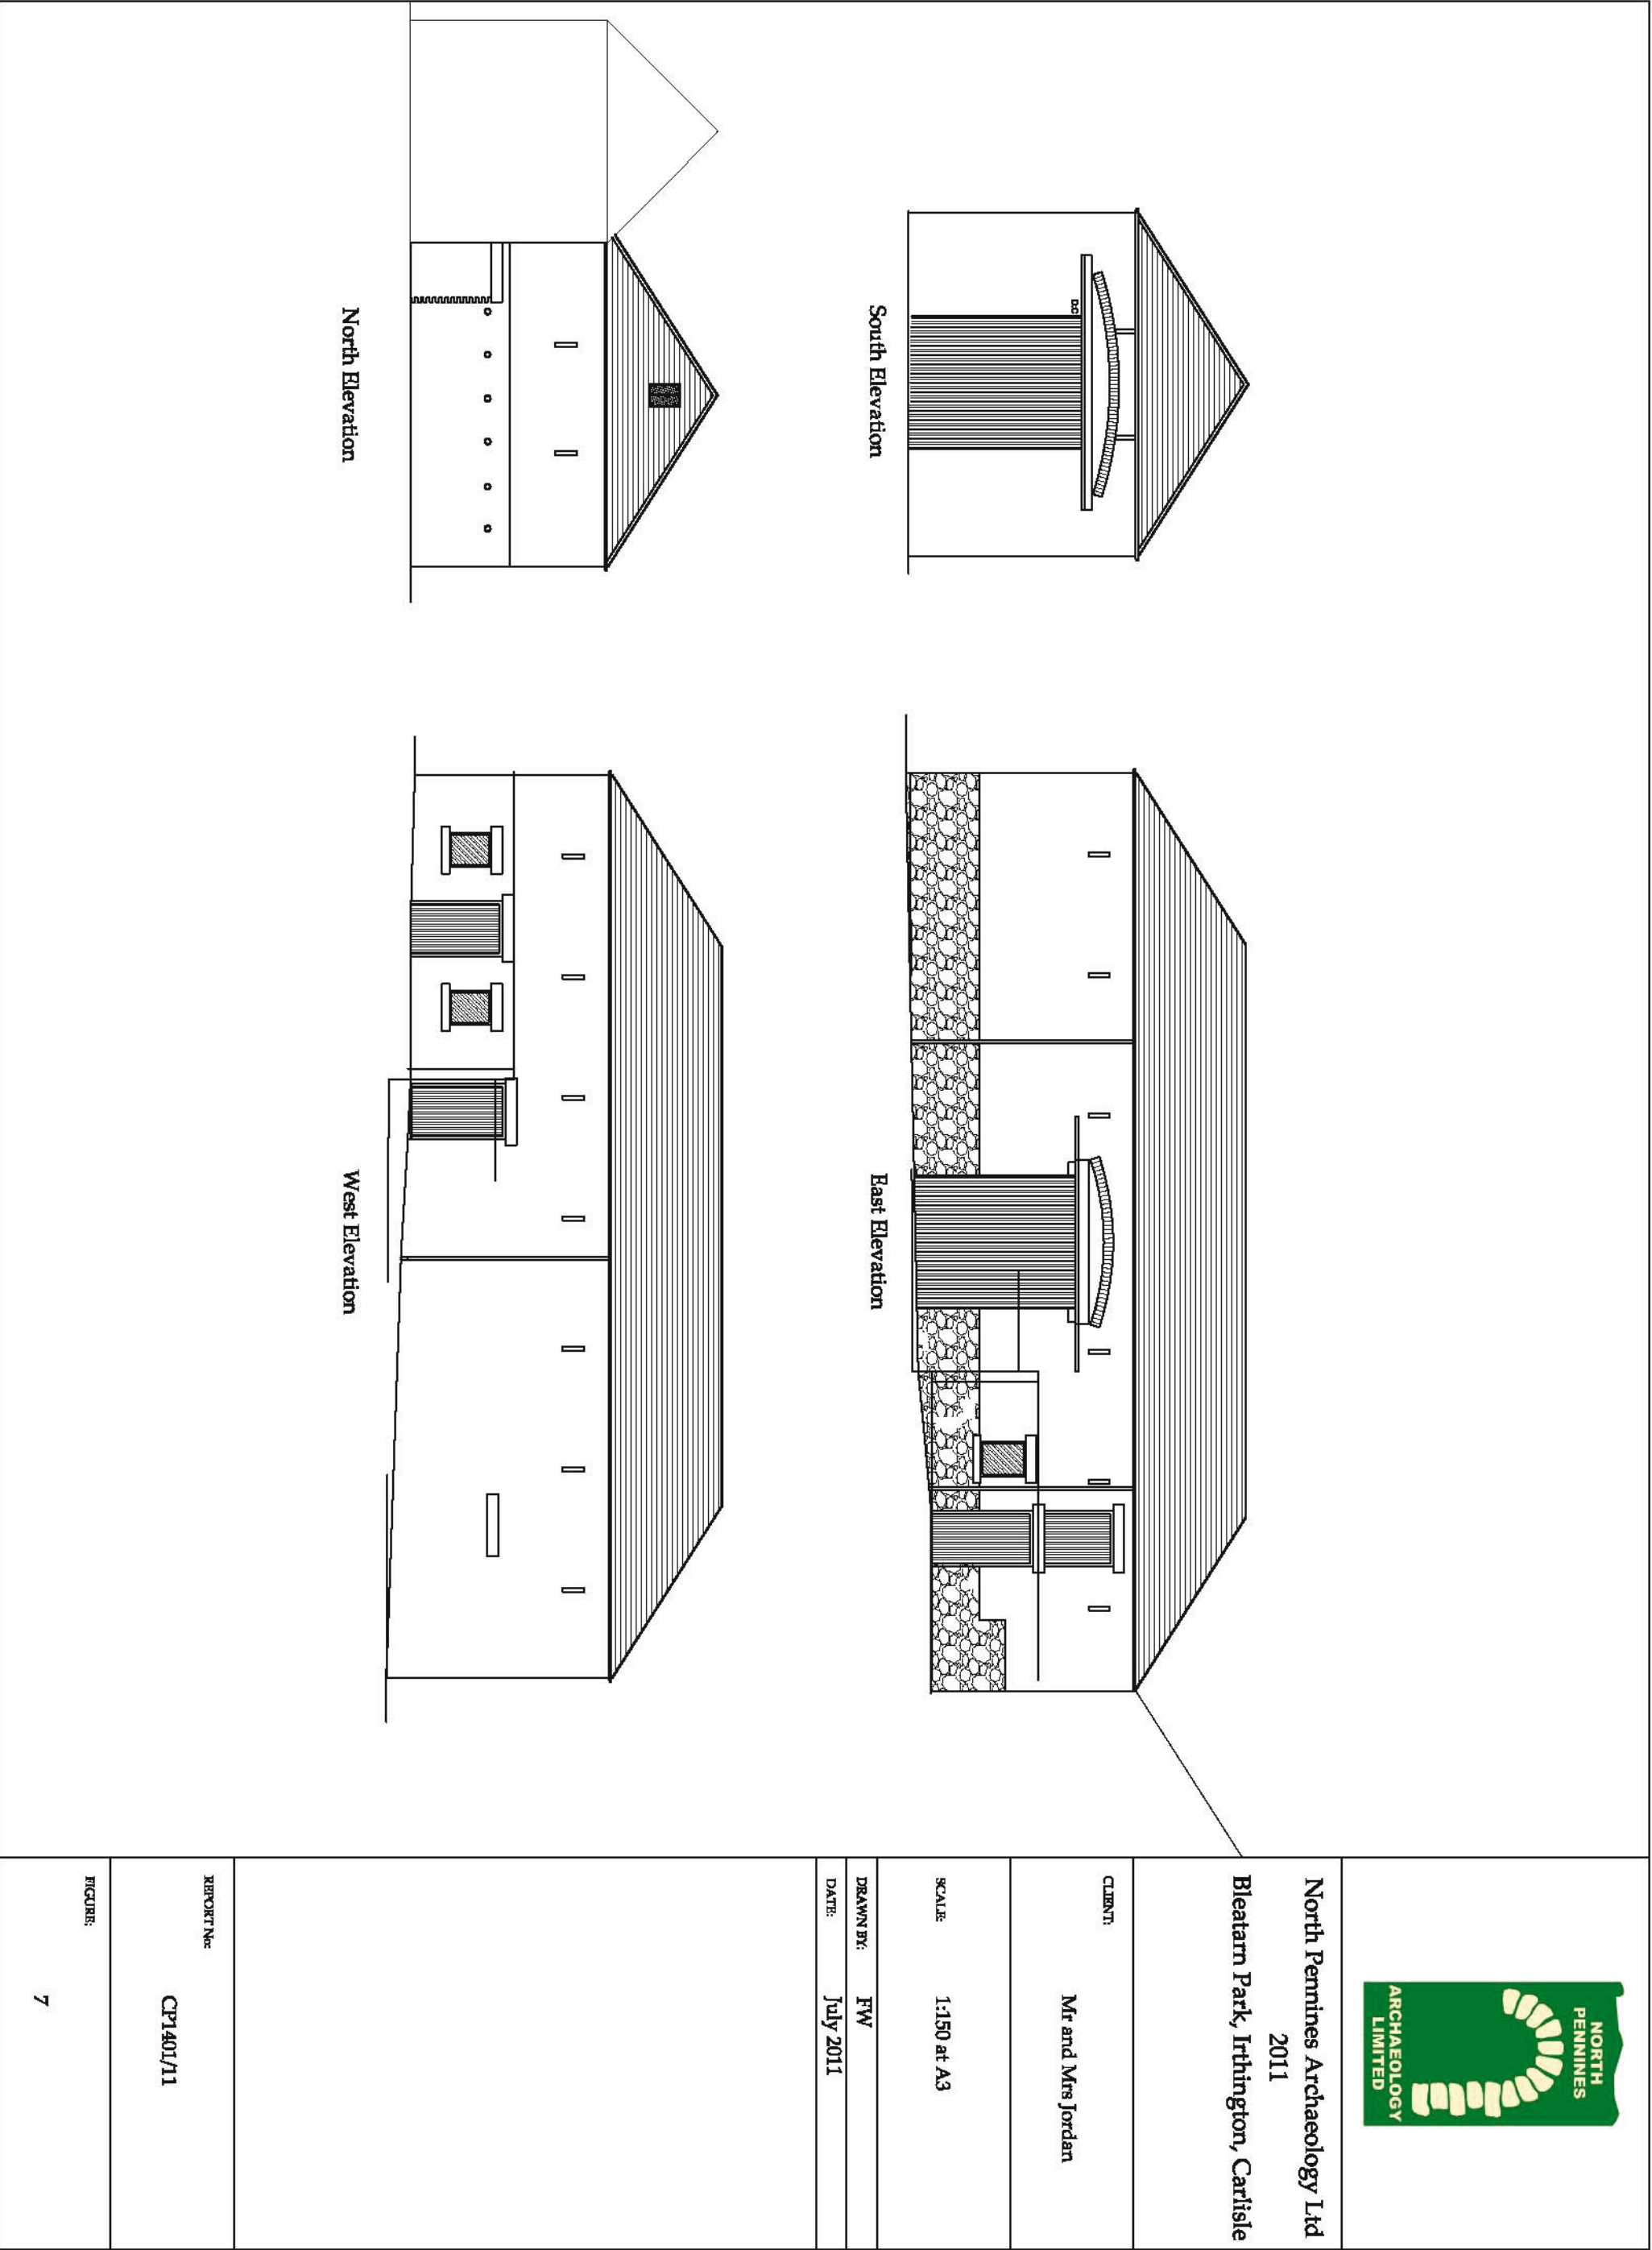 South Elevation
East Elevation
North Elevation
West Elevation
D.C
NORTH
PENNINES
ARCHAEOLOGY
LIMITED
North Pennines Archaeology Ltd
2011
Bleatarn Park, Irthington, Carlisle
CLIENT:
Mr and Mrs Jordan
SCALE: 1:150 at A3
DRAWN BY: FW
DATE: July 2011
REPORT No:
CP1401/11
FIGURE:
7